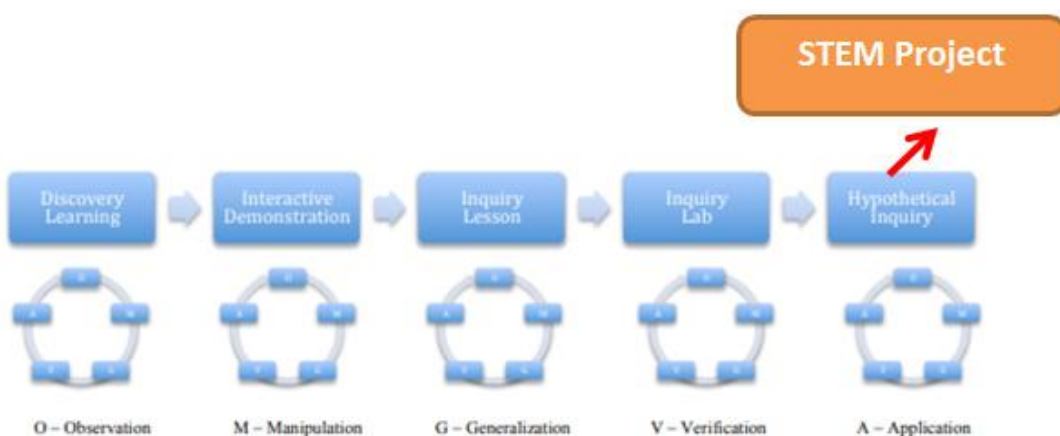 STEM Project
Discovery
Learning
Interactive
Demonstration
Inquiry
Lesson
Inquiry
Lab
Hypothetical
Inquiry
O
A
M
V
G
O
A
M
V
G
O
A
M
V
G
O
A
M
V
G
O
A
M
V
G
O – Observation
M – Manipulation
G – Generalization
V – Verification
A – Application